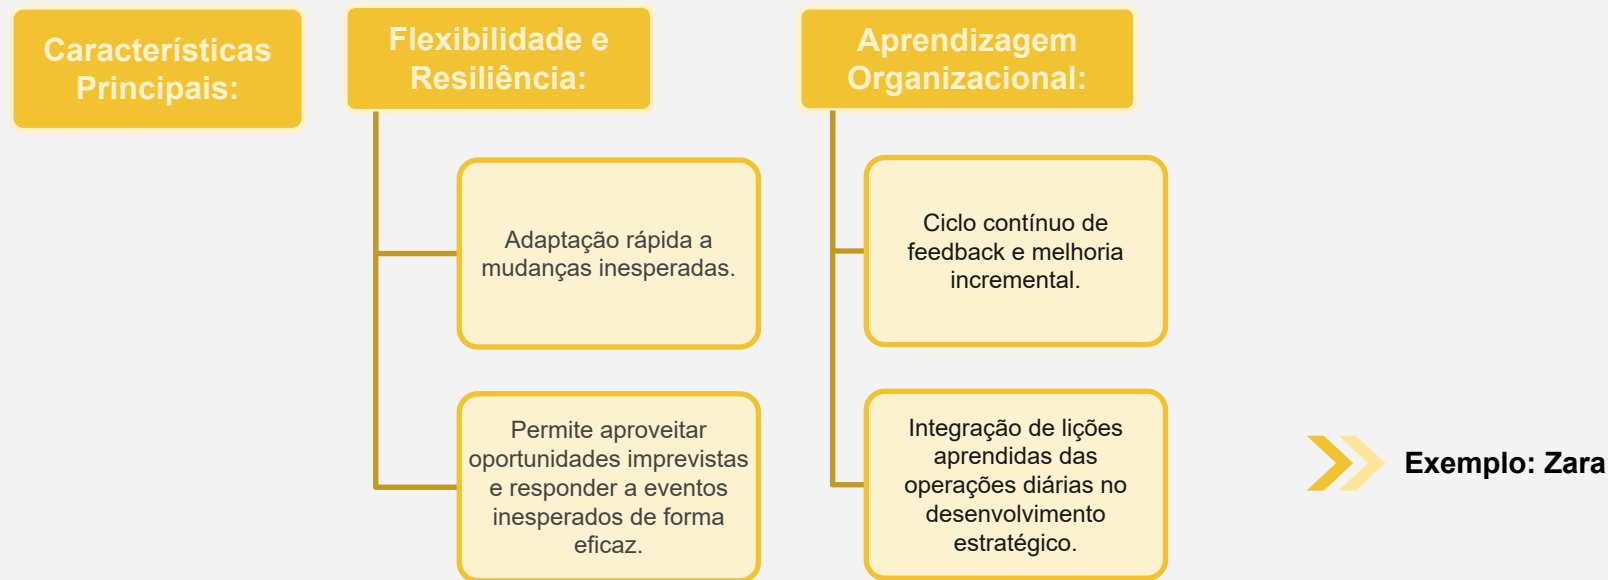 Características
Principais:
Flexibilidade e
Resiliência:
Adaptação rápida a
mudanças inesperadas.
Permite aproveitar
oportunidades imprevistas
e responder a eventos
inesperados de forma
eficaz.
Aprendizagem
Organizacional:
Ciclo contínuo de
feedback e melhoria
incremental.
Integração de lições
aprendidas das
operações diárias no
desenvolvimento
estratégico.
Exemplo: Zara